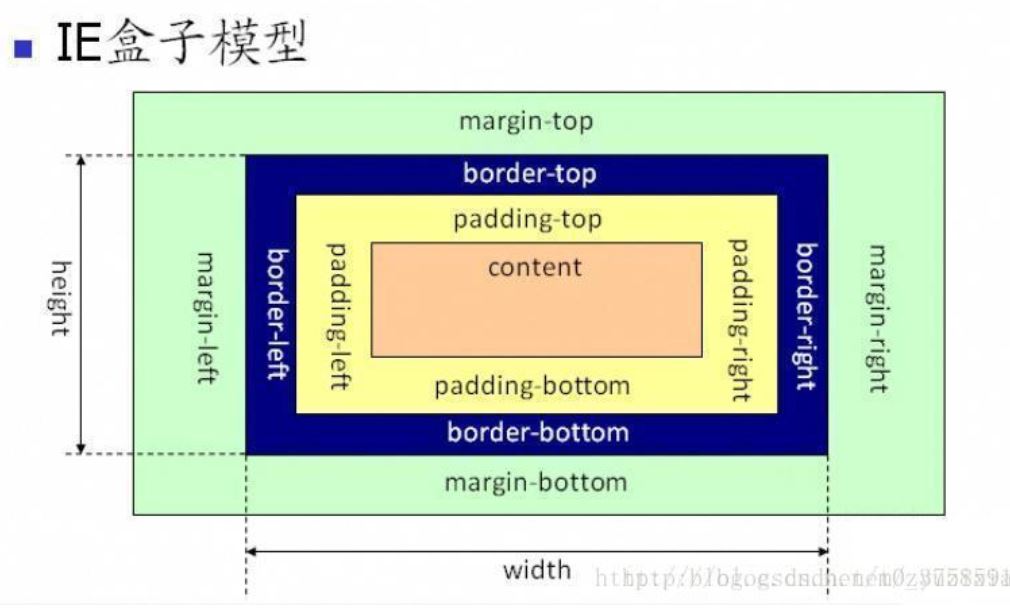 IE盒子模型
margin-top
border-top
padding-top
content
height
margin-left
border-left
padding-left
padding-right
border-right
margin-right
padding-bottom
border-bottom
margin-bottom
width